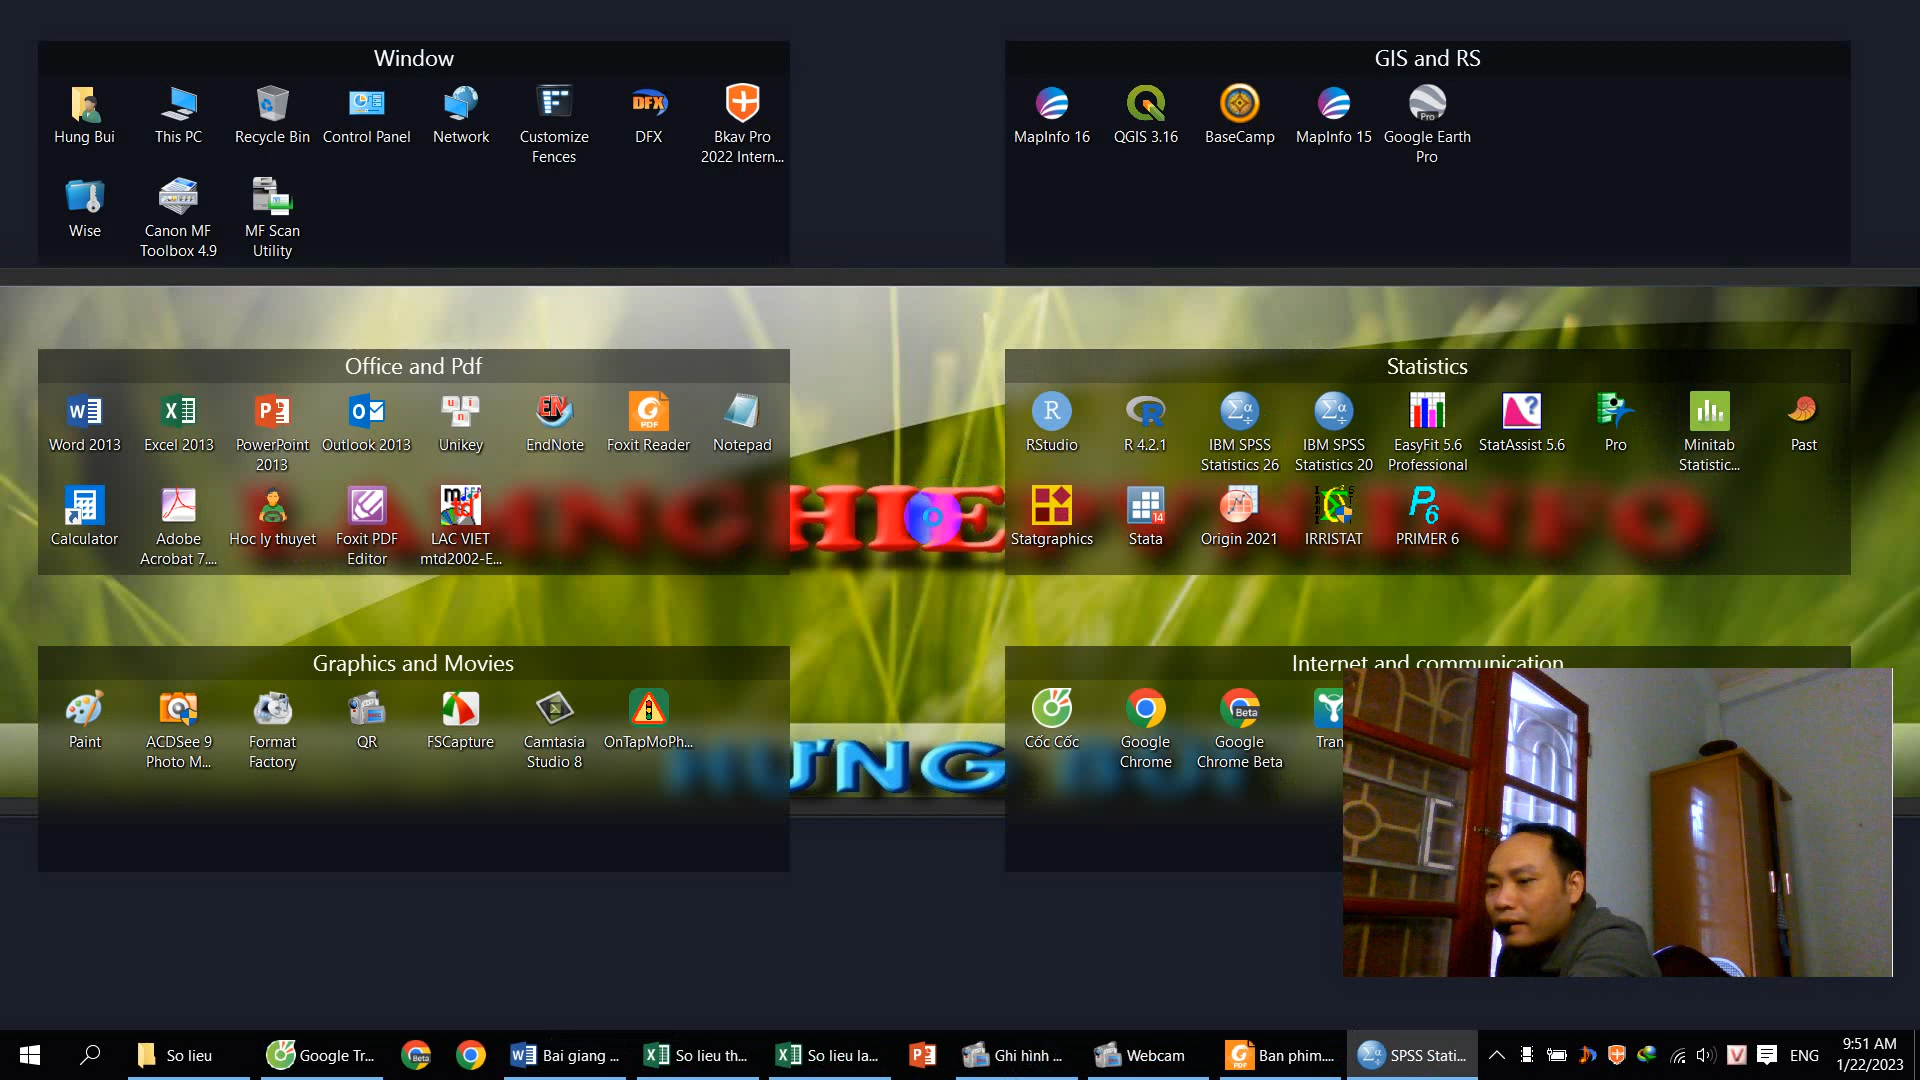 Window
Hung Bui
This PC
Recycle Bin
Control Panel
Network
Customize
Fences
DFX
Bkav Pro
2022 Intern...
Wise
Canon MF
Toolbox 4.9
MF Scan
Utility
GIS and RS
MapInfo 16
QGIS 3.16
BaseCamp
MapInfo 15
Google Earth
Pro
Office and Pdf
Word 2013
Excel 2013
PowerPoint
2013
Outlook 2013
Unikey
EndNote
Foxit Reader
Notepad
Calculator
Adobe
Acrobat 7....
Hoc ly thuyet
Foxit PDF
Editor
LAC VIET
mtd2002-E...
Statistics
RStudio
R 4.2.1
IBM SPSS
Statistics 26
IBM SPSS
Statistics 20
EasyFit 5.6
Professional
StatAssist 5.6
Pro
Minitab
Statistic...
Past
Statgraphics
Stata
Origin 2021
IRRISTAT
PRIMER 6
Graphics and Movies
Paint
ACDSee 9
Photo M...
Format
Factory
QR
FSCapture
Camtasia
Studio 8
OnTapMoPh...
Internet and communication
Cốc Cốc
Google
Chrome
Google
Chrome Beta
Tran
HƯNG BÙI
So lieu
Google Tr...
Bai giang ...
So lieu th...
So lieu la...
Ghi hình ...
Webcam
Ban phim....
SPSS Stati...
ENG
9:51 AM
1/22/2023